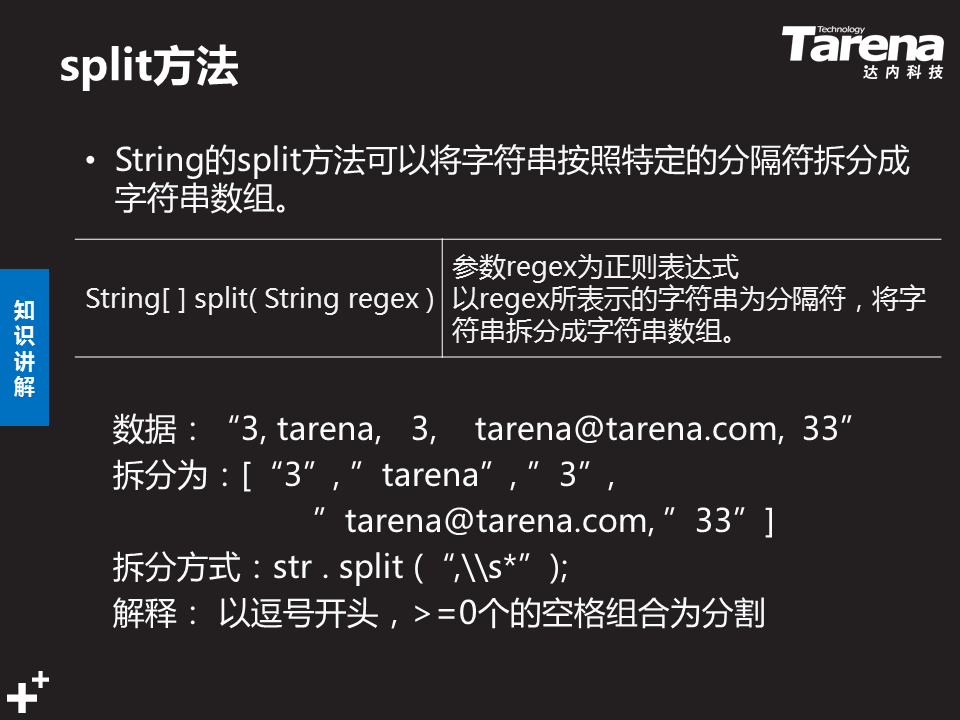 split方法
Technology
Tarena
达内科技
• String的split方法可以将字符串按照特定的分隔符拆分成
字符串数组。
String[ ] split( String regex )
参数regex为正则表达式
以regex所表示的字符串为分隔符，将字
符串拆分成字符串数组。
知
识
讲
解
数据：“3, tarena,   3,    tarena@tarena.com,  33”
拆分为：[“3”, ”tarena”, ”3”,
”tarena@tarena.com, ”33”]
拆分方式：str . split (“,\\s*”);
解释： 以逗号开头，>=0个的空格组合为分割